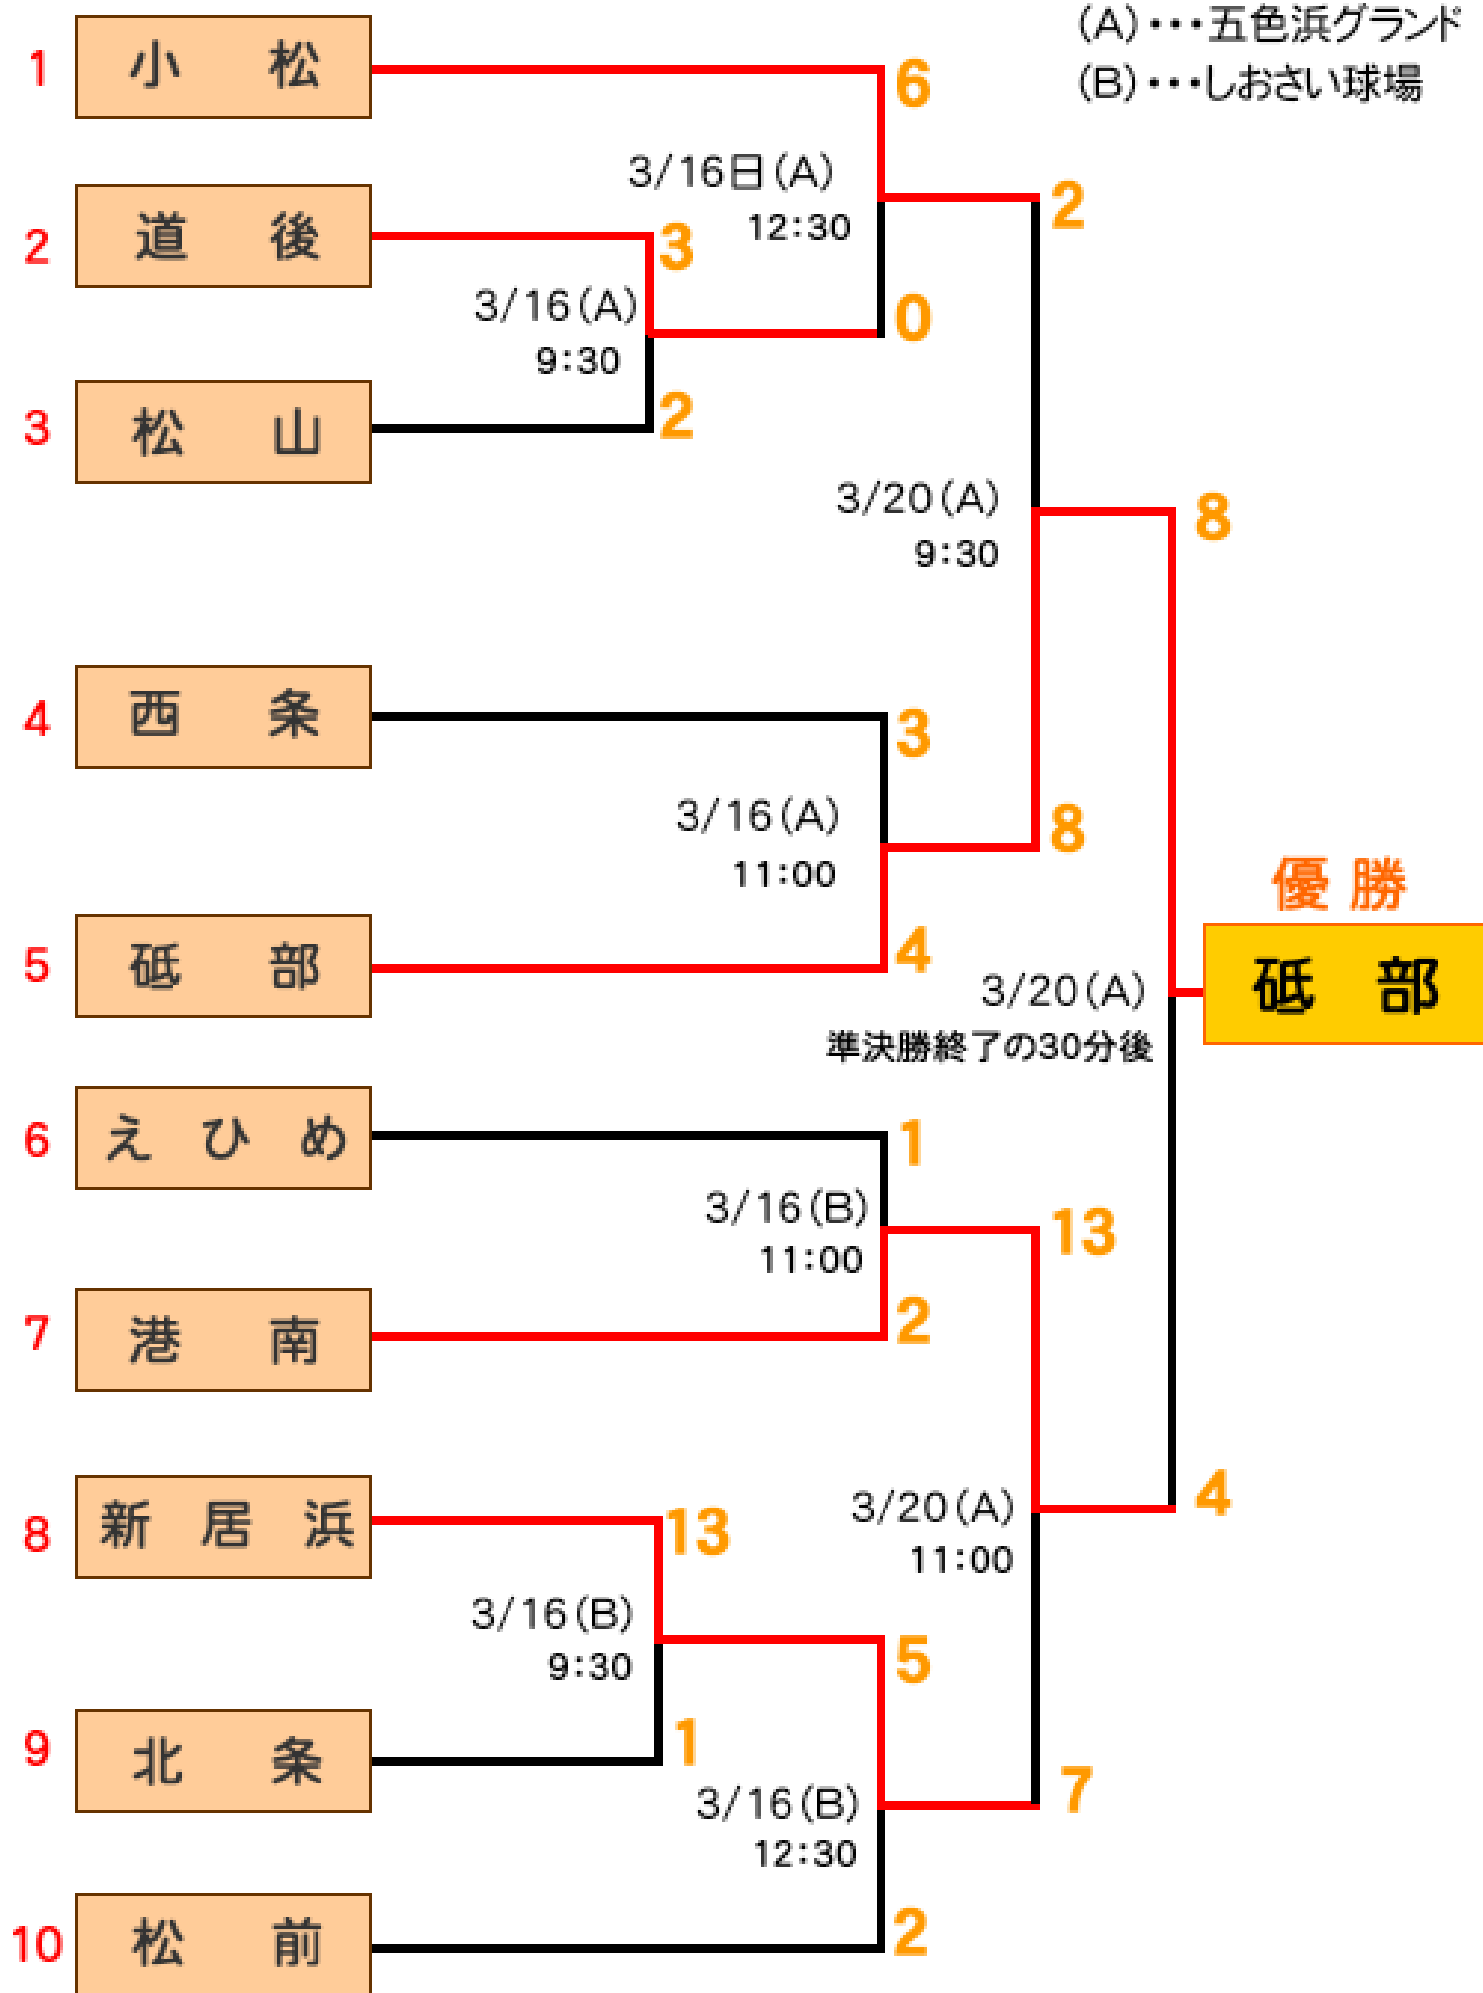 (A)・・・五色浜グランド
(B)・・・しおさい球場
1 小 松
6
3/16日(A)
12:30
2
2 道 後
3
3/16(A)
9:30
0
3 松 山
2
3/20(A)
9:30
8
4 西 条
3
3/16(A)
11:00
8
5 砥 部
4
優 勝
砥 部
3/20(A)
準決勝終了の30分後
6 え ひ め
1
3/16(B)
11:00
13
7 港 南
2
8 新 居 浜
13
3/20(A)
11:00
4
3/16(B)
9:30
5
9 北 条
1
3/16(B)
12:30
7
10 松 前
2